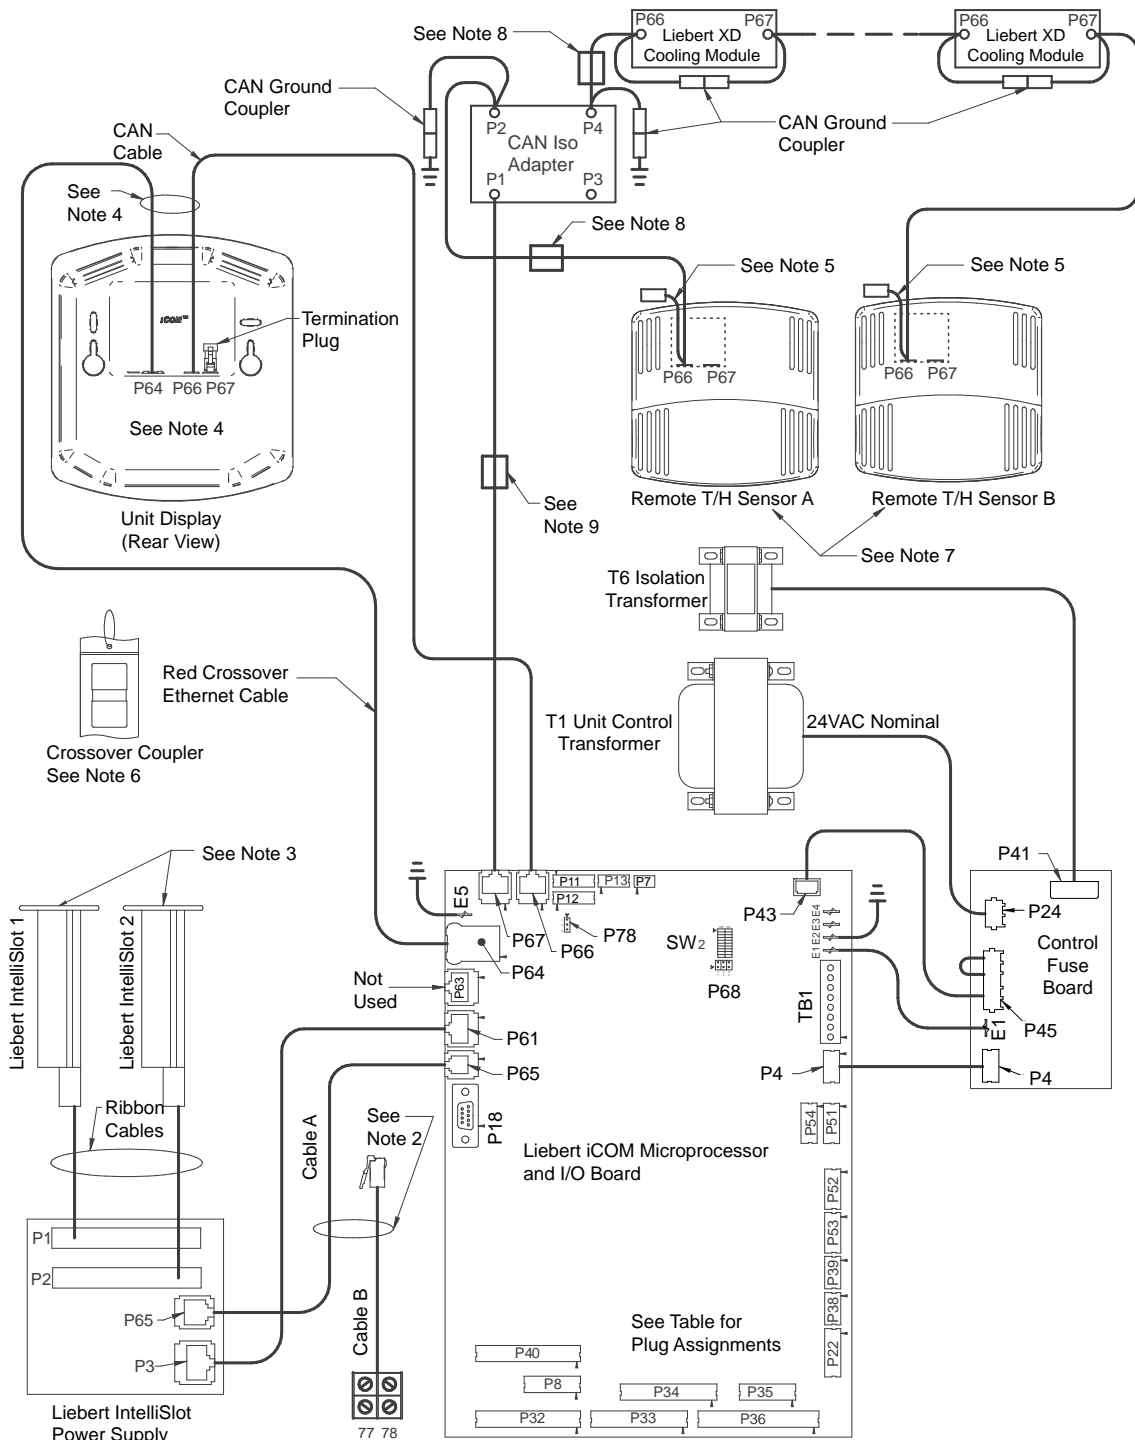 See Note 8
P66
P67
Liebert XD
Cooling Module
P66
P67
Liebert XD
Cooling Module
CAN Ground
Coupler
P2
P4
CAN Iso
Adapter
P1
P3
CAN Ground
Coupler
CAN
Cable
See
Note 4
See Note 8
See Note 5
See Note 5
iCOM™
Termination
Plug
P64
P66
P67
See Note 4
P66
P67
P66
P67
Unit Display
(Rear View)
See
Note 9
Remote T/H Sensor A
Remote T/H Sensor B
See Note 7
T6 Isolation
Transformer
Red Crossover
Ethernet Cable
Crossover Coupler
See Note 6
T1 Unit Control
Transformer
24VAC Nominal
See Note 3
Liebert IntelliSlot 1
Liebert IntelliSlot 2
E5
P11
P13
P7
P12
P67
P66
P78
P64
P43
E4
E3
E2
E1
SW2
P68
TB1
P41
P24
Control
Fuse
Board
P45
E1
P4
P4
Not
Used
P63
P61
P65
P18
Ribbon
Cables
Cable A
See
Note 2
Liebert iCOM Microprocessor
and I/O Board
P54
P51
P52
P53
P39
P38
P22
P1
P2
P65
P3
Cable B
See Table for
Plug Assignments
P40
P8
P34
P35
P32
P33
P36
77 78
Liebert IntelliSlot
Power Supply